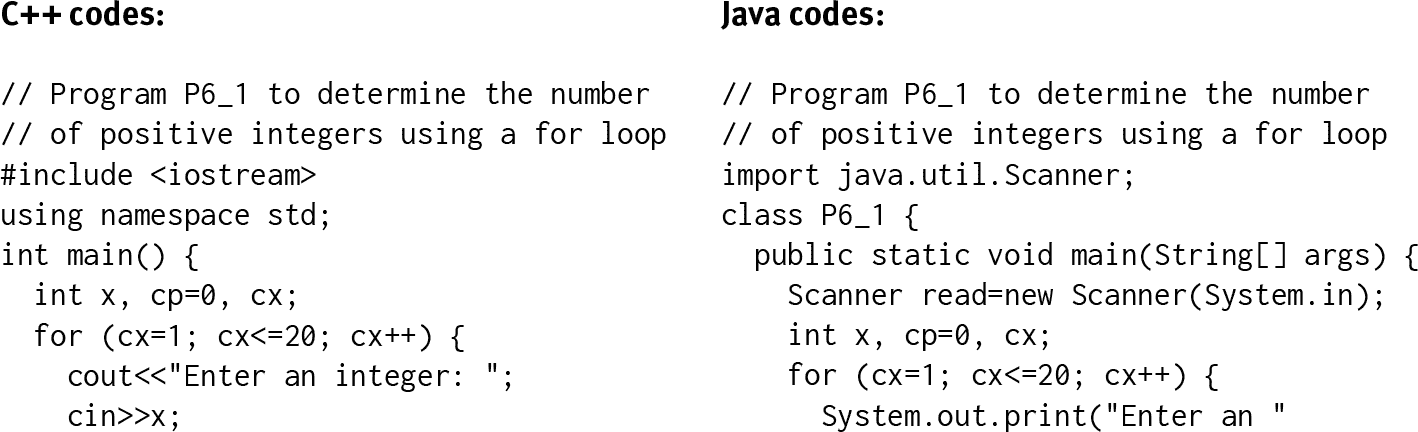 C++ codes:
// Program P6_1 to determine the number
// of positive integers using a for loop
#include <iostream>
using namespace std;
int main() {
  int x, cp=0, cx;
  for (cx=1; cx<=20; cx++) {
    cout<<"Enter an integer: ";
    cin>>x;
Java codes:
// Program P6_1 to determine the number
// of positive integers using a for loop
import java.util.Scanner;
class P6_1 {
  public static void main(String[] args) {
    Scanner read=new Scanner(System.in);
    int x, cp=0, cx;
    for (cx=1; cx<=20; cx++) {
      System.out.print("Enter an "